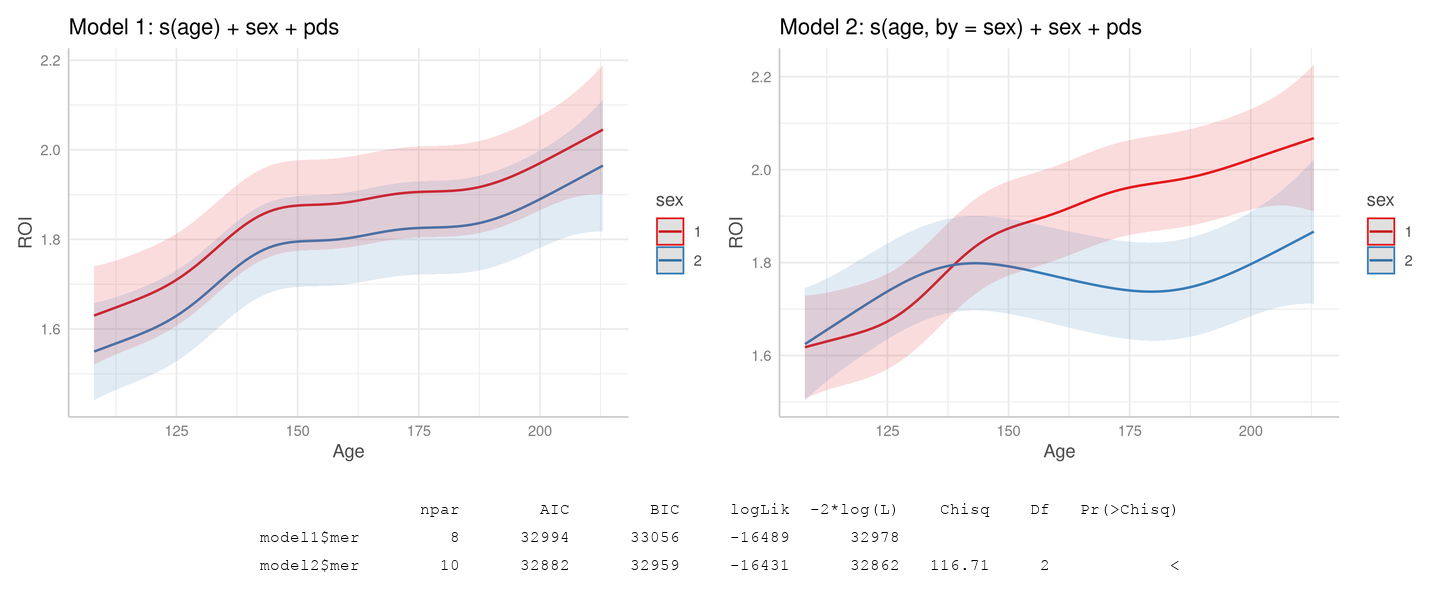 Model 1: s(age) + sex + pds
2.2
2.0
1.8
1.6
ROI
125 150 175 200
Age
sex
1
2
Model 2: s(age, by = sex) + sex + pds
2.2
2.0
1.8
1.6
ROI
125 150 175 200
Age
sex
1
2
npar AIC BIC logLik -2*log(L) Chisq Df Pr(>Chisq)
model1$mer 8 32994 33056 -16489 32978
model2$mer 10 32882 32959 -16431 32862 116.71 2 <